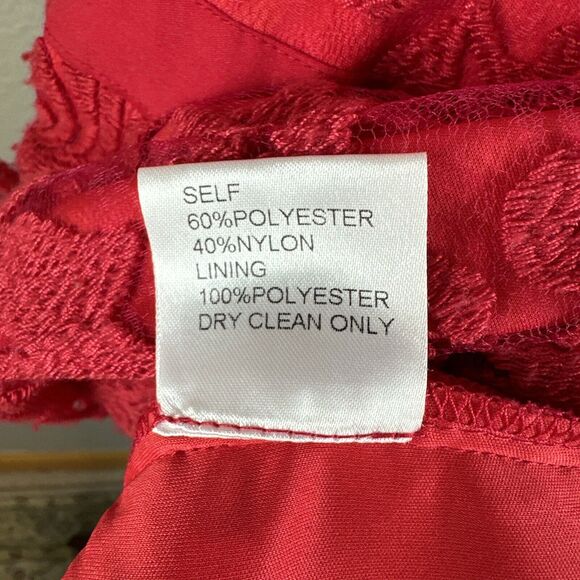 SELF
60%POLYESTER
40%NYLON
LINING
100%POLYESTER
DRY CLEAN ONLY